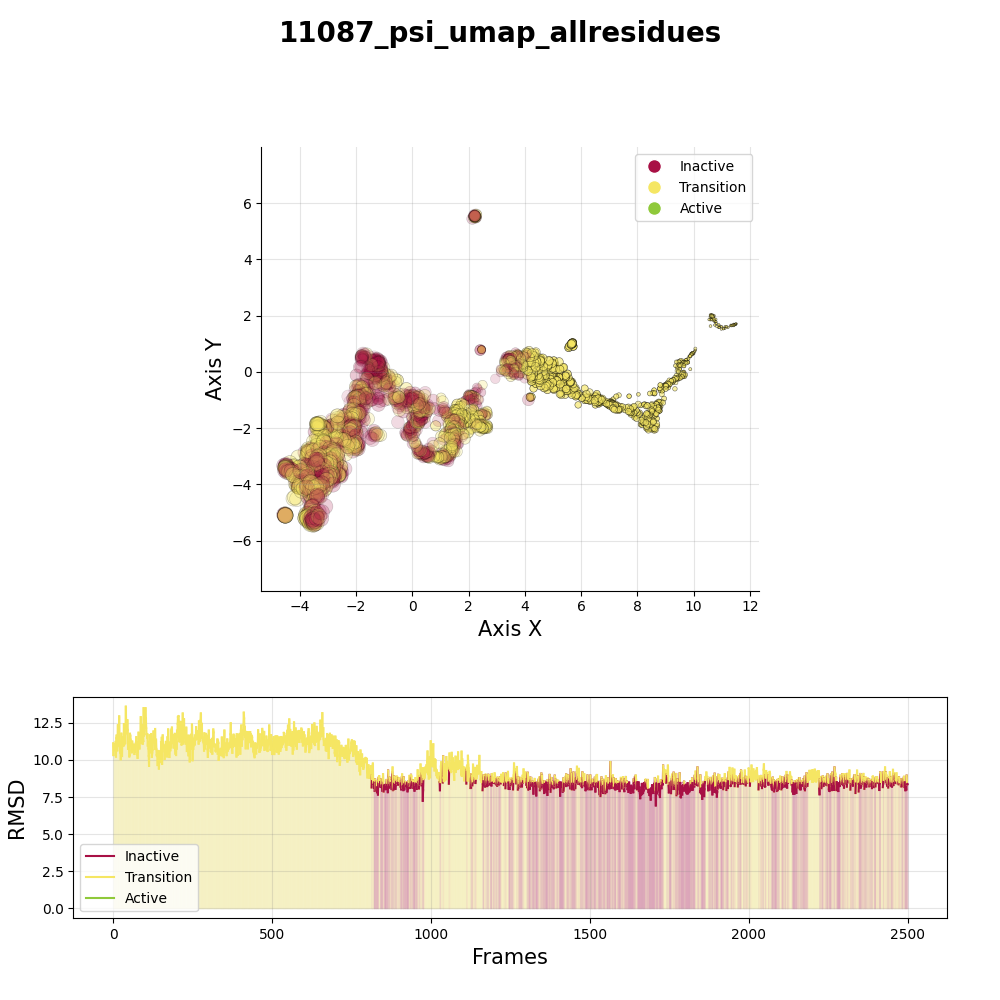 11087_psi_umap_allresidues
Inactive
Transition
Active
Axis Y
6
4
2
0
−2
−4
−6
−4 −2 0 2 4 6 8 10 12
Axis X
RMSD
12.5
10.0
7.5
5.0
2.5
0.0
Inactive
Transition
Active
0 500 1000 1500 2000 2500
Frames